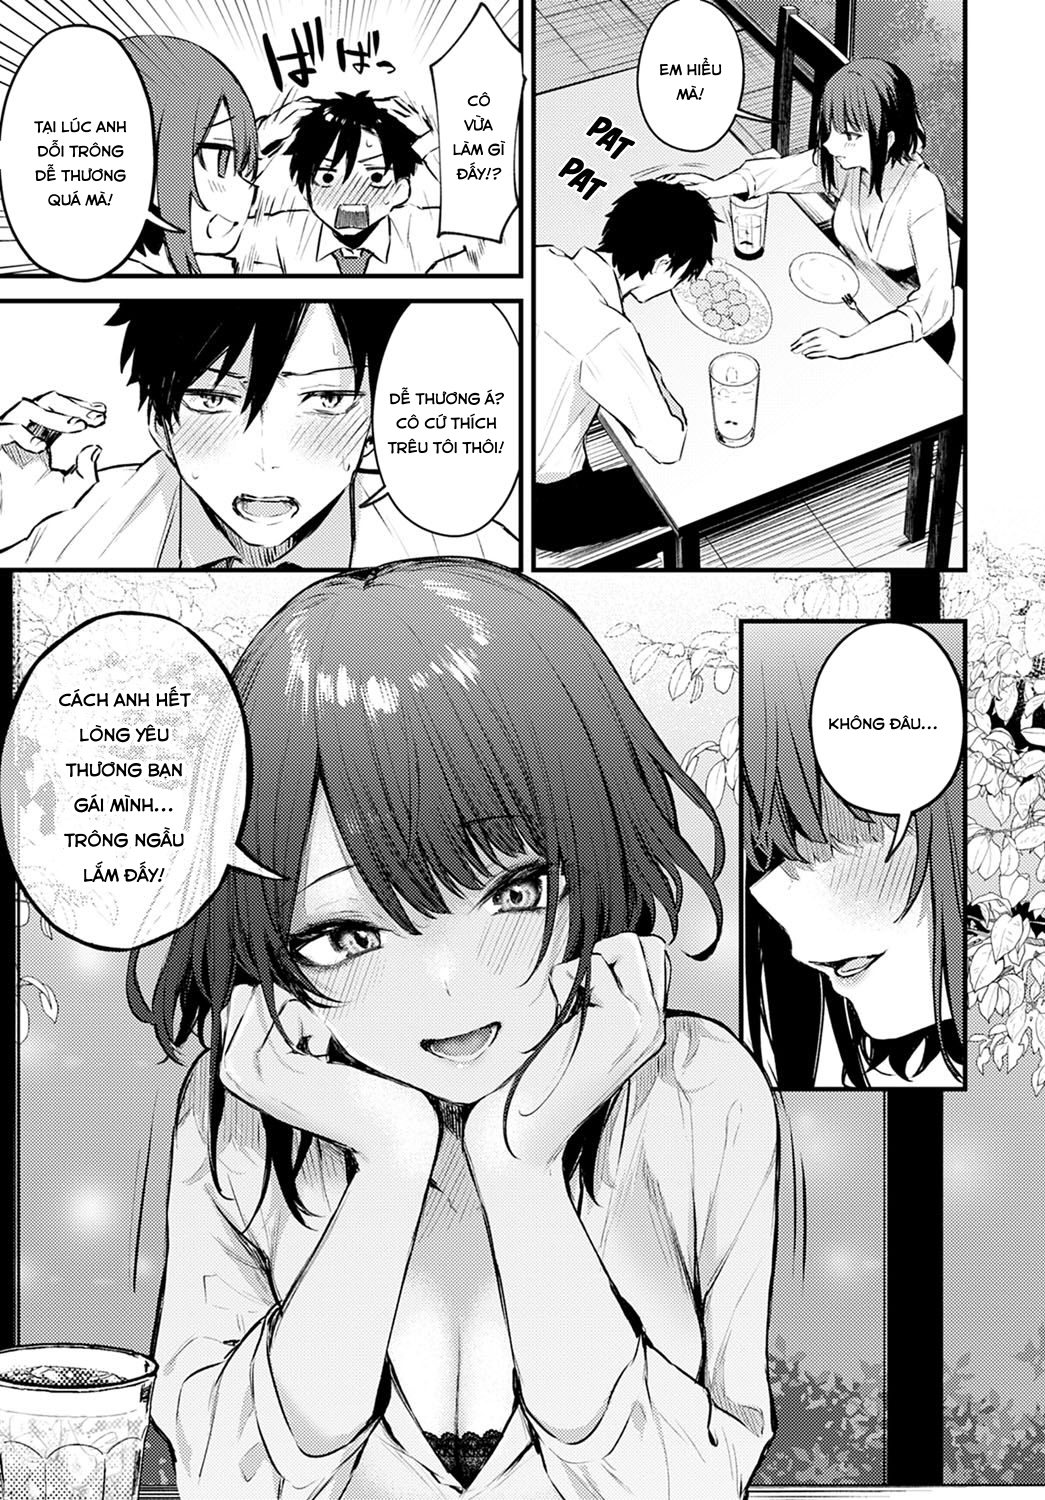 EM HIỂU
MÀ!
PAT
PAT
CÔ
VỪA
LÀM GÌ
ĐẤY!?
ばばっ
TẠI LÚC ANH
DỖI TRÔNG
DỄ THƯƠNG
QUÁ MÀ!
DỄ THƯƠNG Á?
CÔ CỨ THÍCH
TRÊU TÔI THÔI!
KHÔNG ĐÂU...
CÁCH ANH HẾT
LÒNG YÊU
THƯƠNG BẠN
GÁI MÌNH...
TRÔNG NGẦU
LẮM ĐẤY!